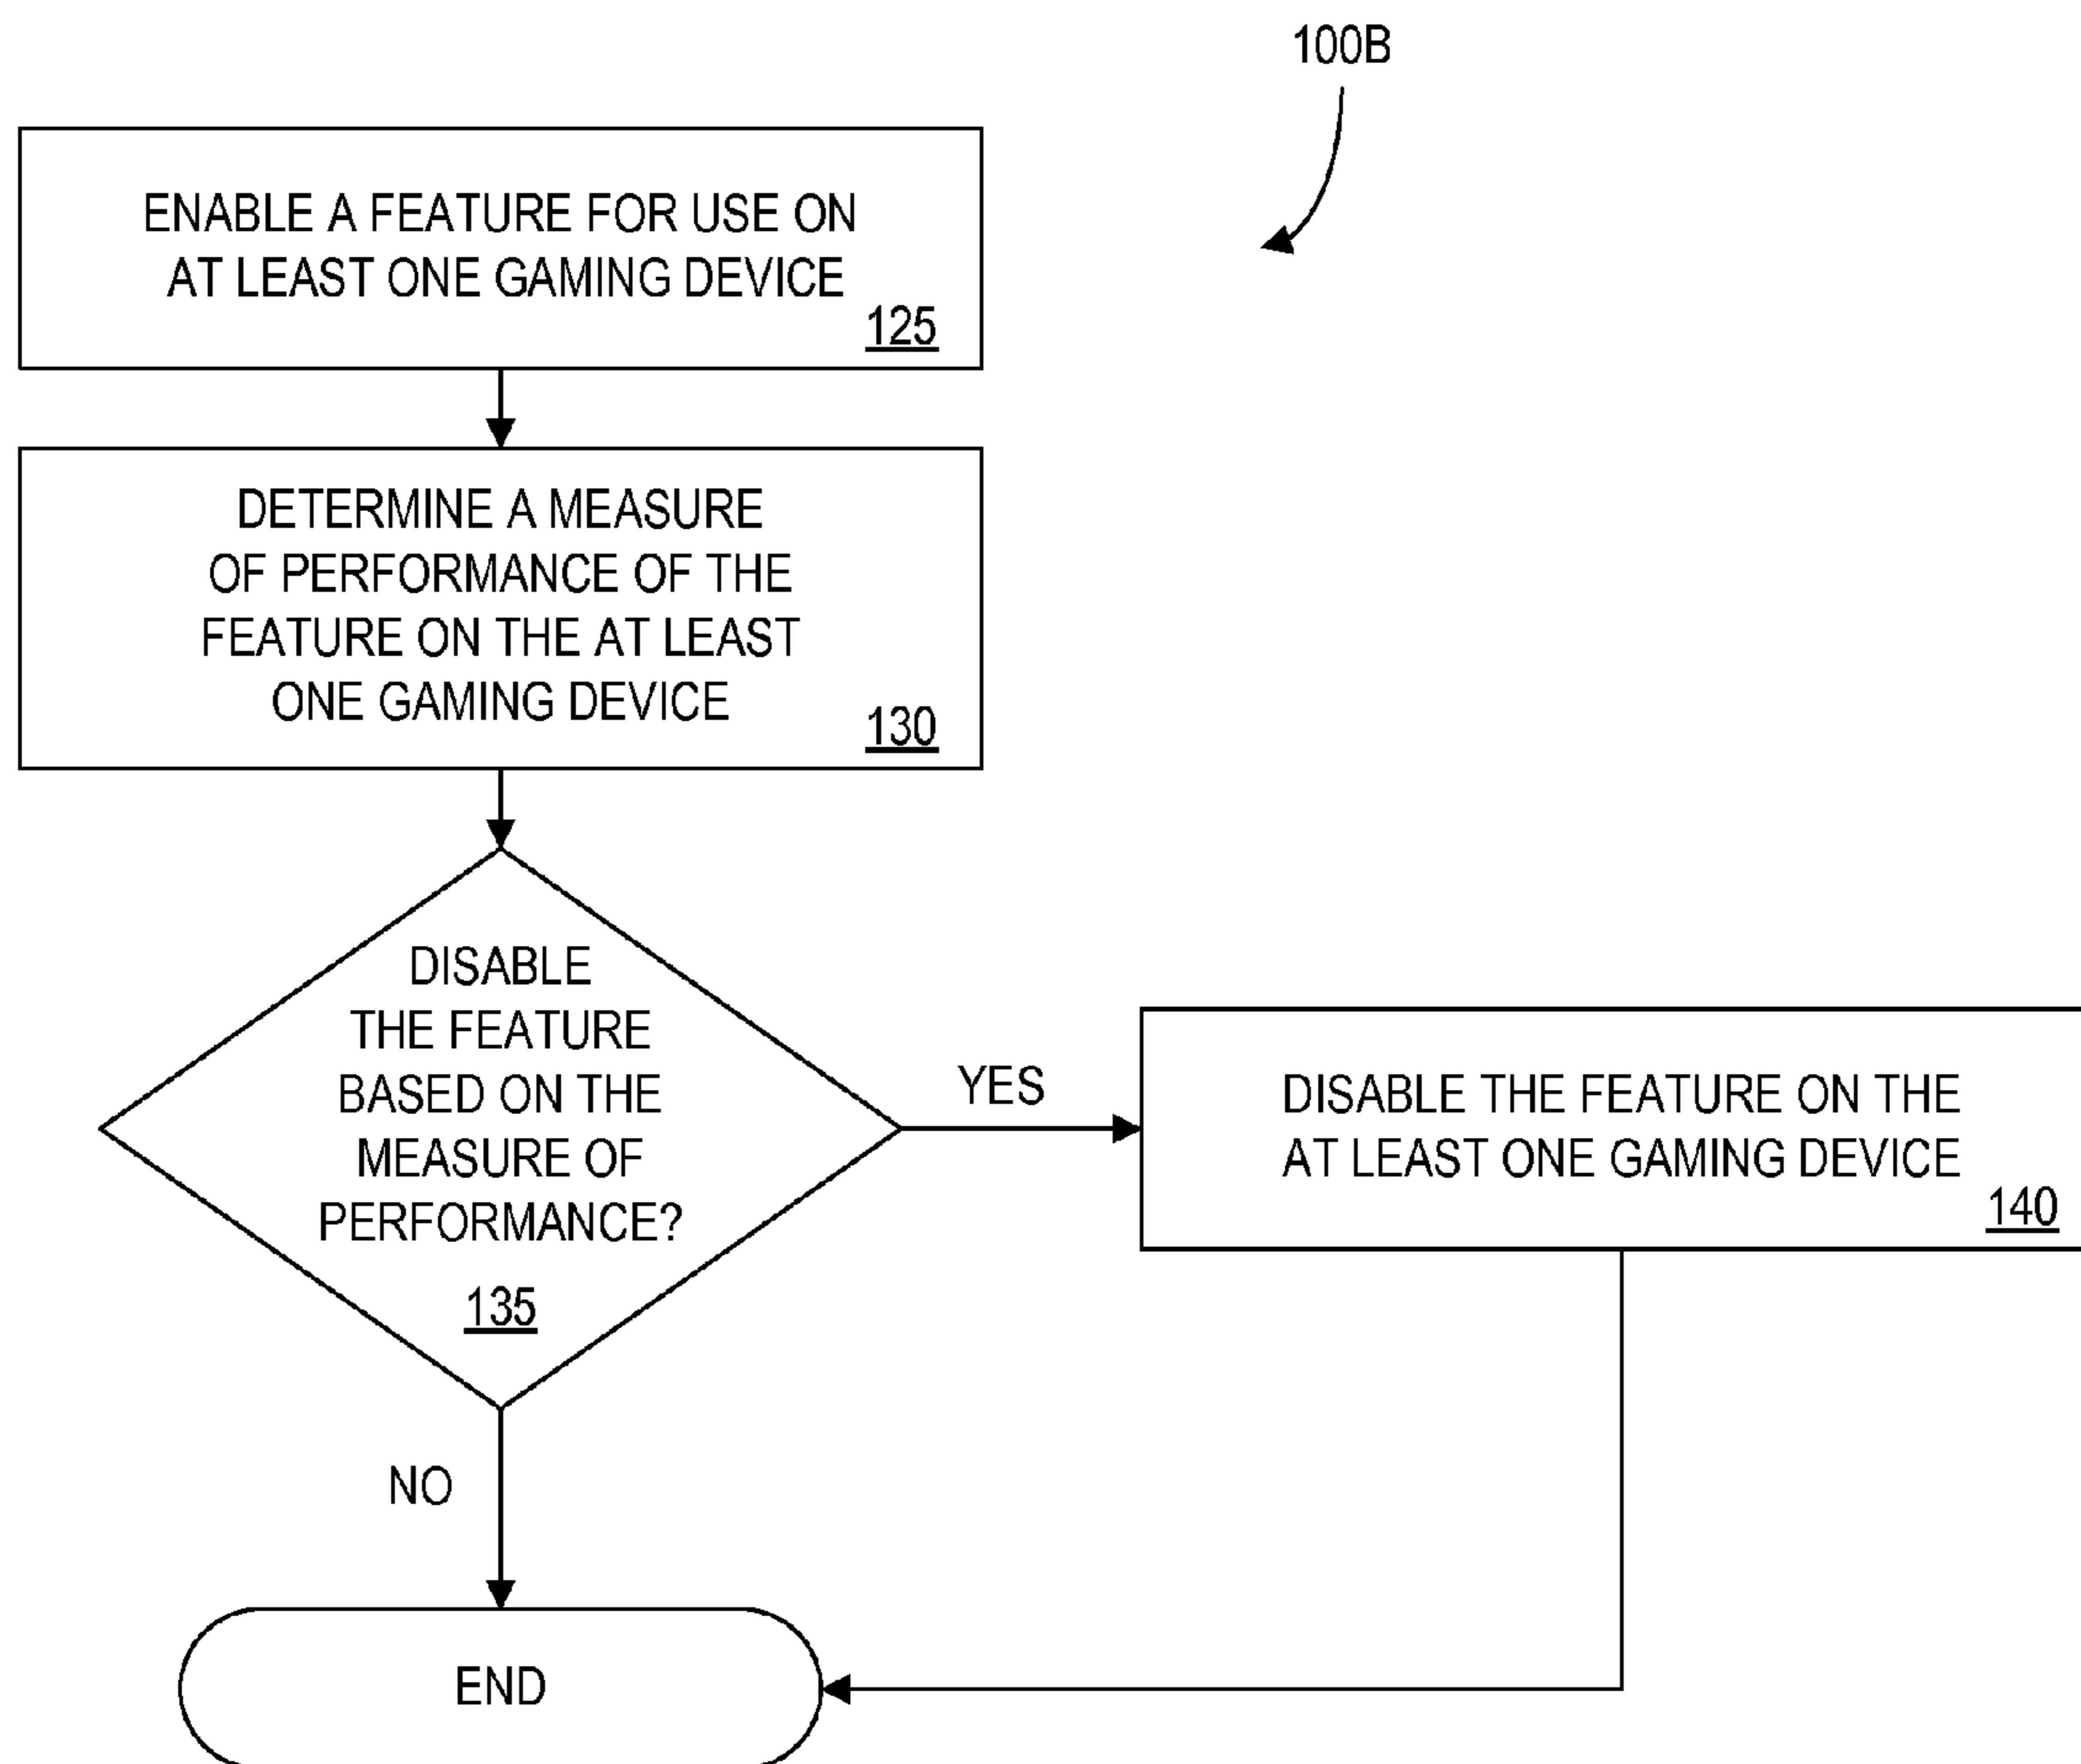 100B
ENABLE A FEATURE FOR USE ON
AT LEAST ONE GAMING DEVICE
125
DETERMINE A MEASURE
OF PERFORMANCE OF THE
FEATURE ON THE AT LEAST
ONE GAMING DEVICE
130
DISABLE
THE FEATURE
BASED ON THE
MEASURE OF
PERFORMANCE?
135
YES
DISABLE THE FEATURE ON THE
AT LEAST ONE GAMING DEVICE
140
NO
END